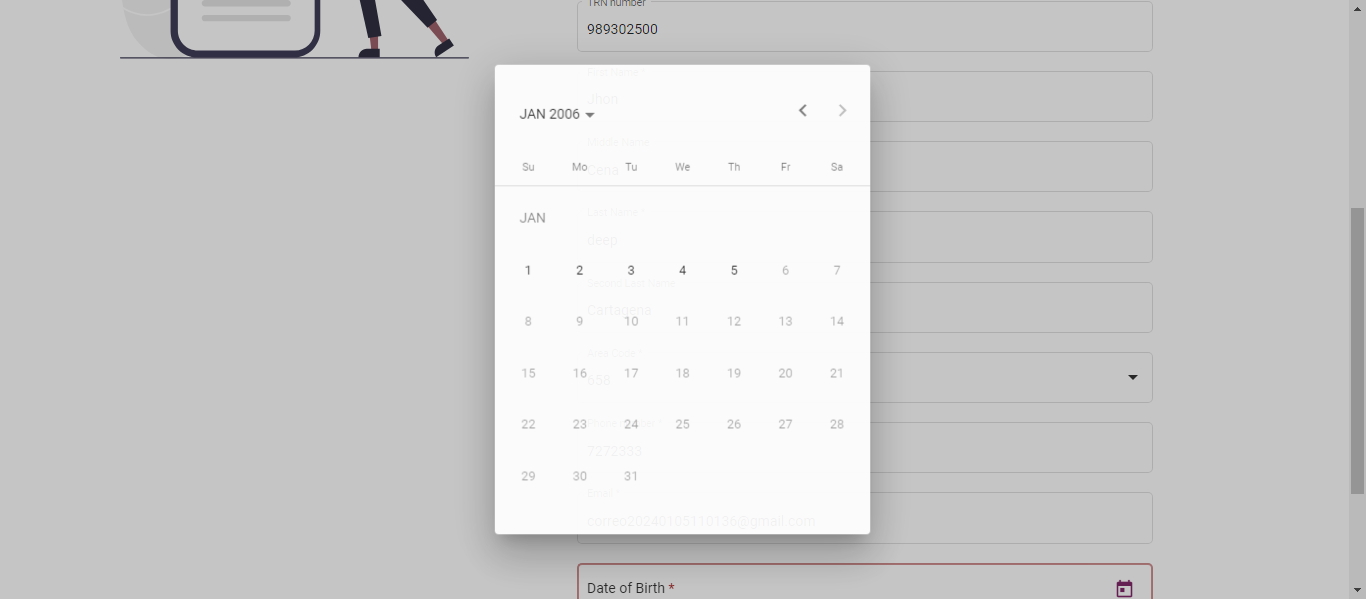 TRN number
989302500
First Name *
Jhon
JAN 2006
Middle Name
Su Mo Tu We Th Fr Sa
Cena
Last Name *
JAN
deep
1 2 3 4 5 6 7
Second Last Name
Cartagena
8 9 10 11 12 13 14
Area Code *
15 16 17 18 19 20 21
658
22 23 24 25 26 27 28
7272333
29 30 31
Email *
correo20240105110136@gmail.com
Date of Birth *